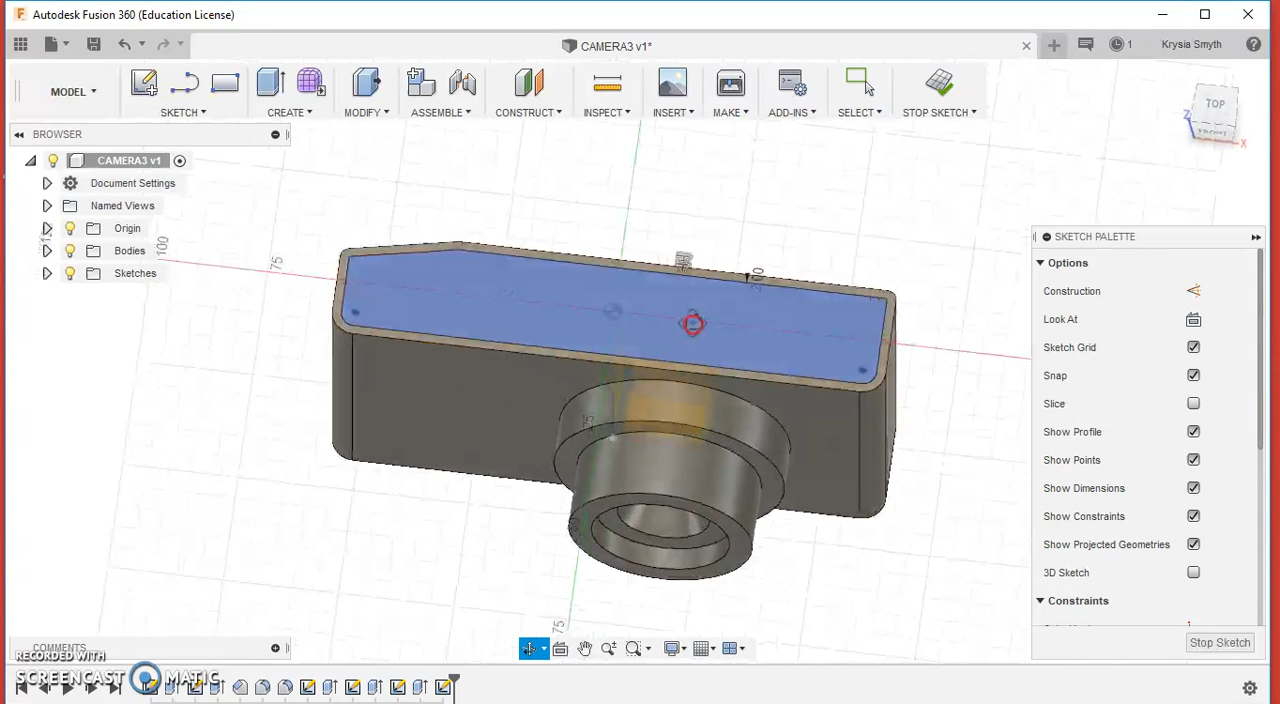 Autodesk Fusion 360 (Education License)
CAMERA3 v1*
1
Krysia Smyth
MODEL
SKETCH
CREATE
MODIFY
ASSEMBLE
CONSTRUCT
INSPECT
INSERT
MAKE
ADD-INS
SELECT
STOP SKETCH
TOP
FRONT
Z
X
BROWSER
CAMERA3 v1
Document Settings
Named Views
Origin
Bodies
Sketches
100
75
25
75
SKETCH PALETTE
Options
Construction
Look At
Sketch Grid
Snap
Slice
Show Profile
Show Points
Show Dimensions
Show Constraints
Show Projected Geometries
3D Sketch
Constraints
Stop Sketch
COMMENTS
RECORDED WITH
SCREENCAST MATIC